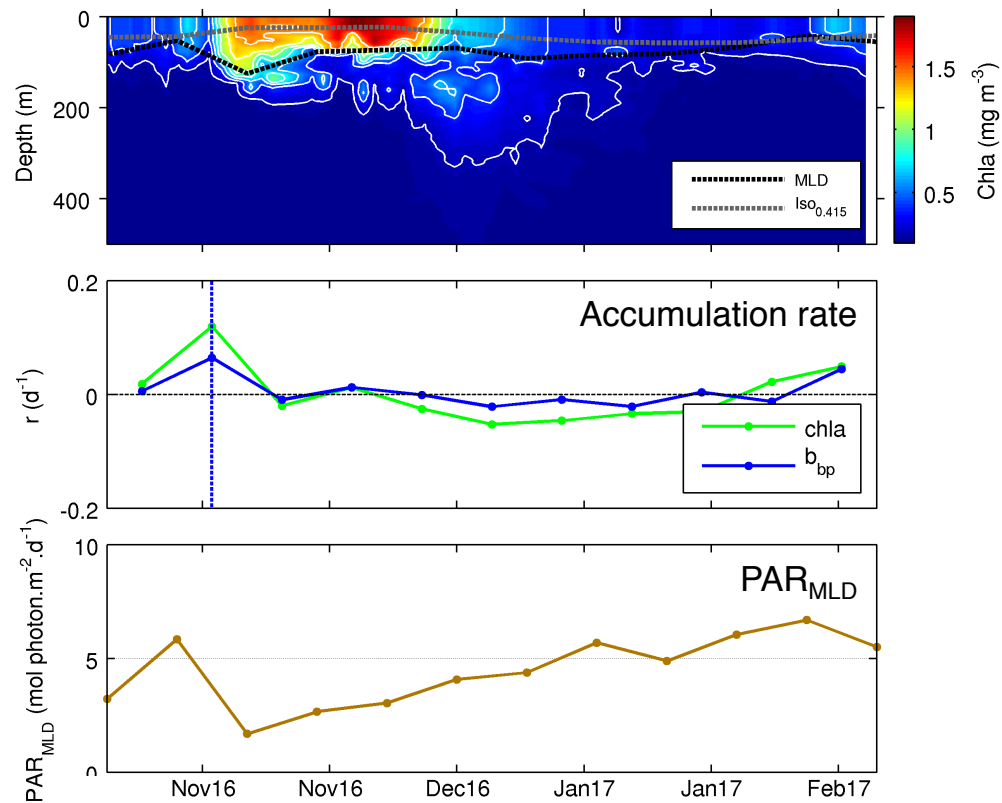 0
200
400
Depth (m)
MLD
Iso0.415
1.5
1
0.5
Chla (mg m-3)
0.2
0
-0.2
r (d-1)
Accumulation rate
chla
bbp
10
5
0
PARMLD (mol photon.m-2.d-1)
PARMLD
Nov16 Nov16 Dec16 Jan17 Jan17 Feb17